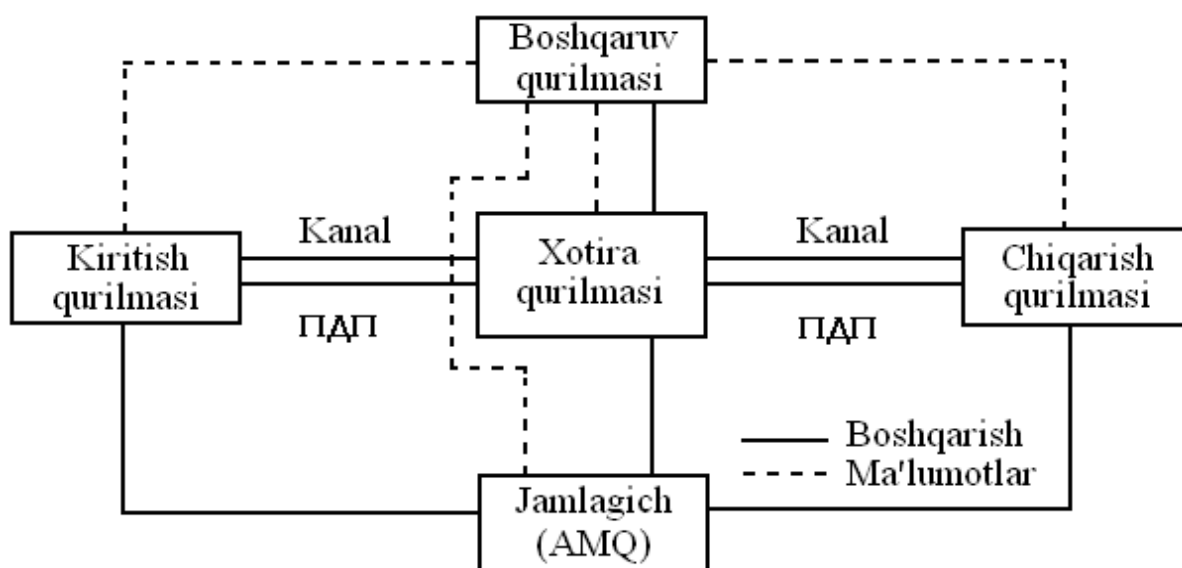 Boshqaruv
qurilmasi
Kanal
Kanal
Kiritish
qurilmasi
Xotira
qurilmasi
Chiqarish
qurilmasi
ПДП
ПДП
Boshqarish
Ma'lumotlar
Jamlagich
(AMQ)